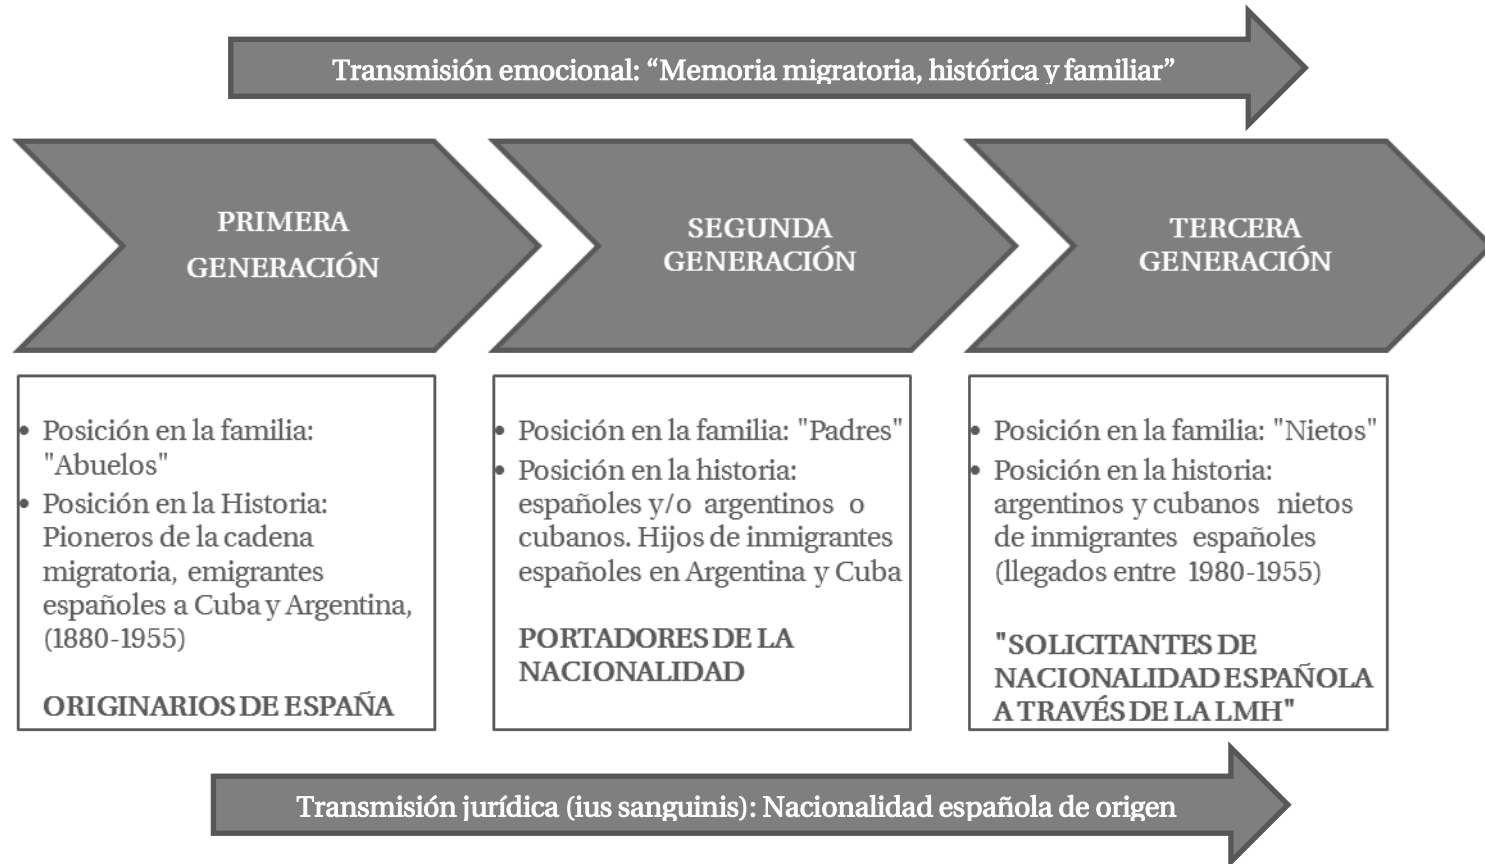 Transmisión emocional: “Memoria migratoria, histórica y familiar”
PRIMERA
GENERACIÓN
SEGUNDA
GENERACIÓN
TERCERA
GENERACIÓN
• Posición en la familia:
"Abuelos"
• Posición en la Historia:
Pioneros de la cadena
migratoria, emigrantes
españoles a Cuba y Argentina,
(1880-1955)
ORIGINARIOS DE ESPAÑA
• Posición en la familia: "Padres"
• Posición en la historia:
españoles y/o argentinos o
cubanos. Hijos de inmigrantes
españoles en Argentina y Cuba
PORTADORES DE LA
NACIONALIDAD
• Posición en la familia: "Nietos"
• Posición en la historia:
argentinos y cubanos nietos
de inmigrantes españoles
(llegados entre 1980-1955)
"SOLICITANTES DE
NACIONALIDAD ESPAÑOLA
A TRAVÉS DE LA LMH"
Transmisión jurídica (ius sanguinis): Nacionalidad española de origen